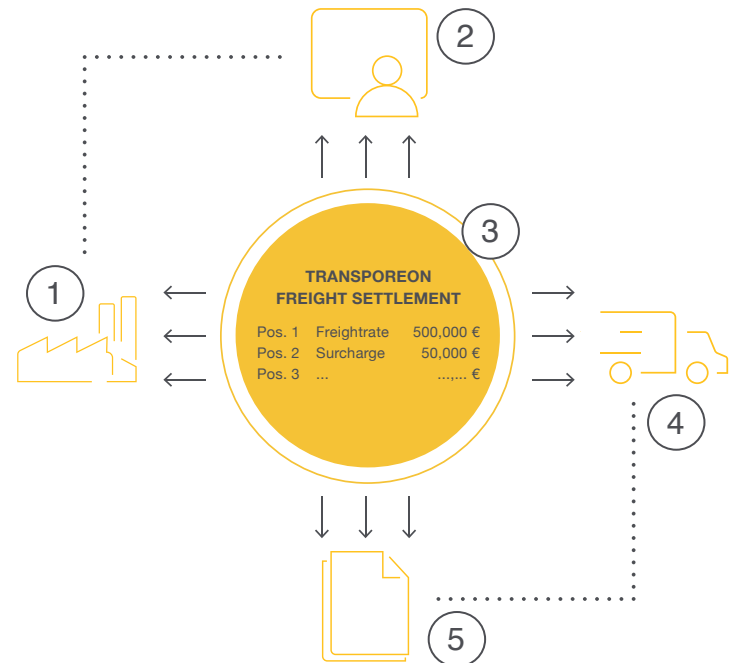 2
3
TRANSPOREON
FREIGHT SETTLEMENT
1
Pos. 1 Freightrate 500,000 €
Pos. 2 Surcharge 50,000 €
Pos. 3 ... ...,... €
4
5